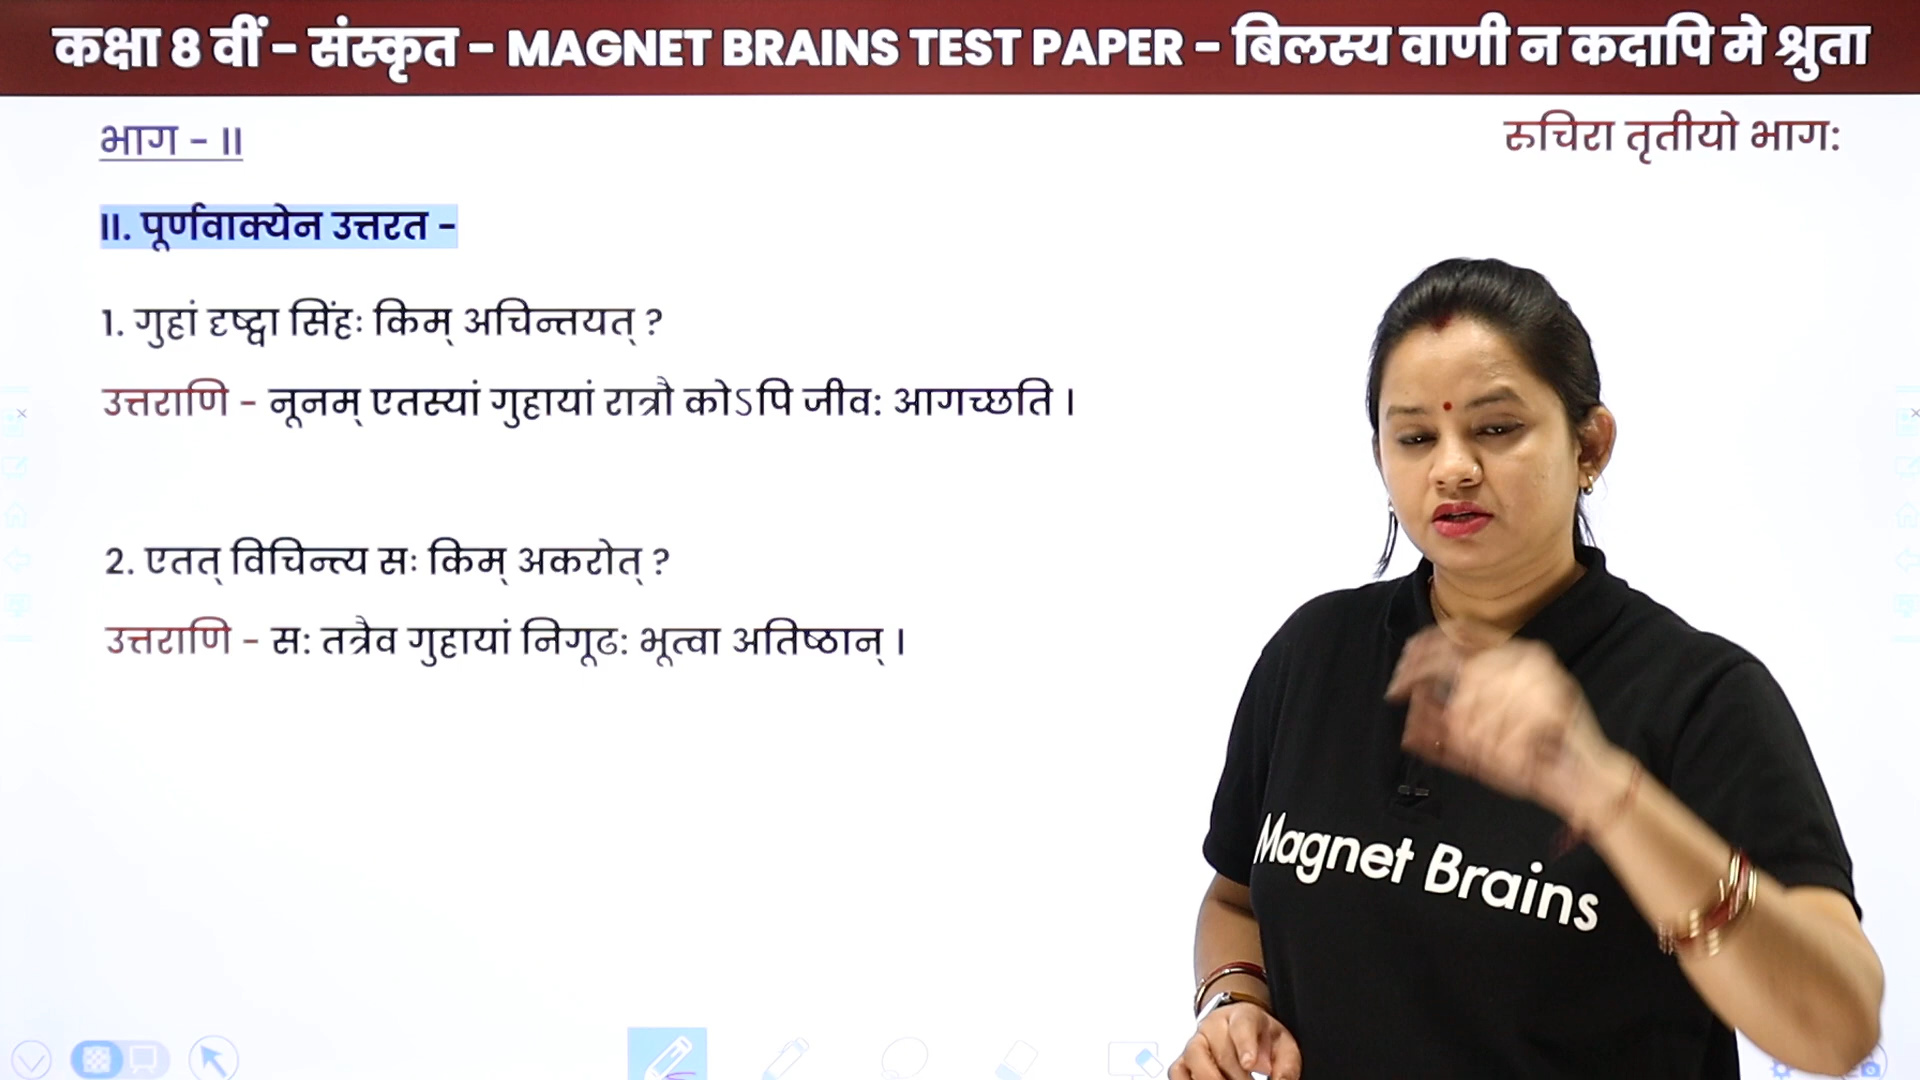 कक्षा 8 वीं - संस्कृत - MAGNET BRAINS TEST PAPER - बिलस्य वाणी न कदापि मे श्रुता
भाग - II
रुचिरा तृतीयो भाग:
II. पूर्णवाक्येन उत्तरत -
1. गुहां दृष्ट्वा सिंहः किम् अचिन्तयत् ?
उत्तराणि - नूनम् एतस्यां गुहायां रात्रौ कोऽपि जीव: आगच्छति ।
2. एतत् विचिन्त्य सः किम् अकरोत् ?
उत्तराणि - स: तत्रैव गुहायां निगूढ: भूत्वा अतिष्ठान् ।
Magnet Brains